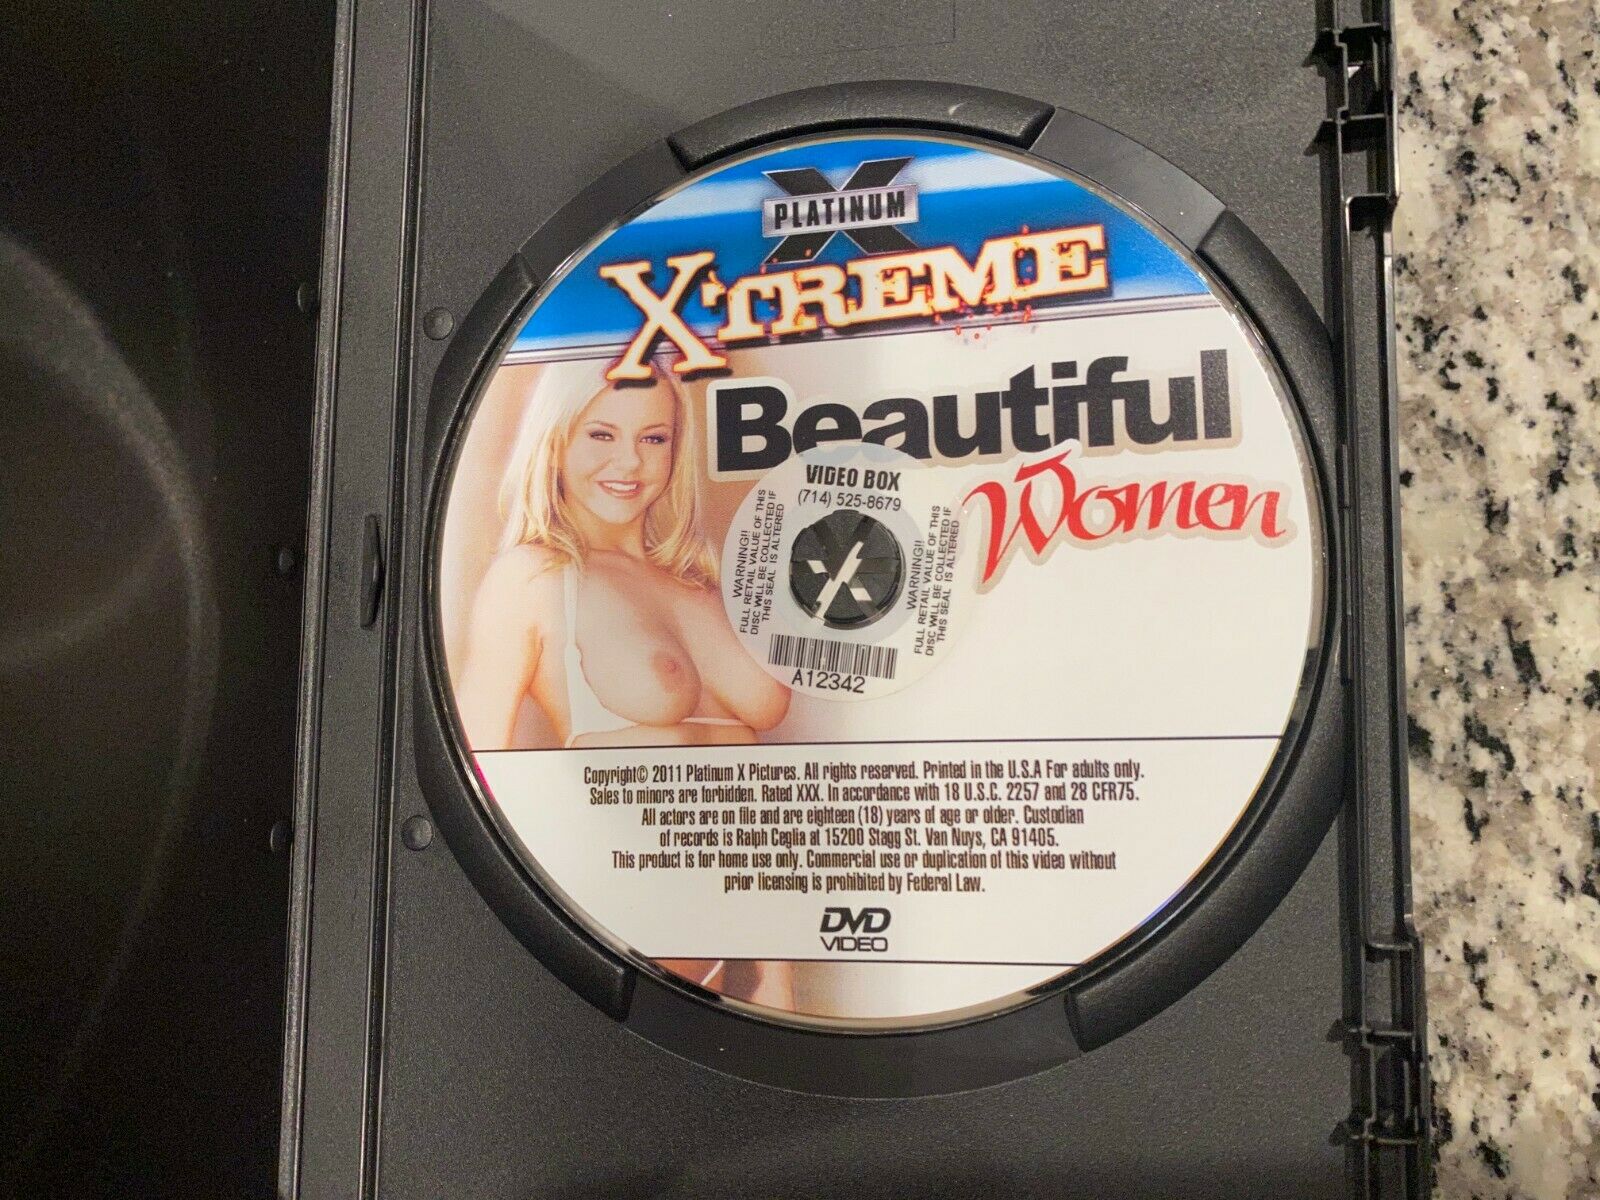 X
PLATINUM
XTREME
Beautiful
Women
VIDEO BOX
(714) 525-8679
WARNING!!
FULL RETAIL VALUE OF THIS
DISC WILL BE COLLECTED IF
THIS SEAL IS ALTERED
WARNING!!
FULL RETAIL VALUE OF THIS
DISC WILL BE COLLECTED IF
THIS SEAL IS ALTERED
A12342
Copyright© 2011 Platinum X Pictures. All rights reserved. Printed in the U.S.A For adults only.
Sales to minors are forbidden. Rated XXX. In accordance with 18 U.S.C. 2257 and 28 CFR75.
All actors are on file and are eighteen (18) years of age or older. Custodian
of records is Ralph Ceglia at 15200 Stagg St. Van Nuys, CA 91405.
This product is for home use only. Commercial use or duplication of this video without
prior licensing is prohibited by Federal Law.
DVD
VIDEO